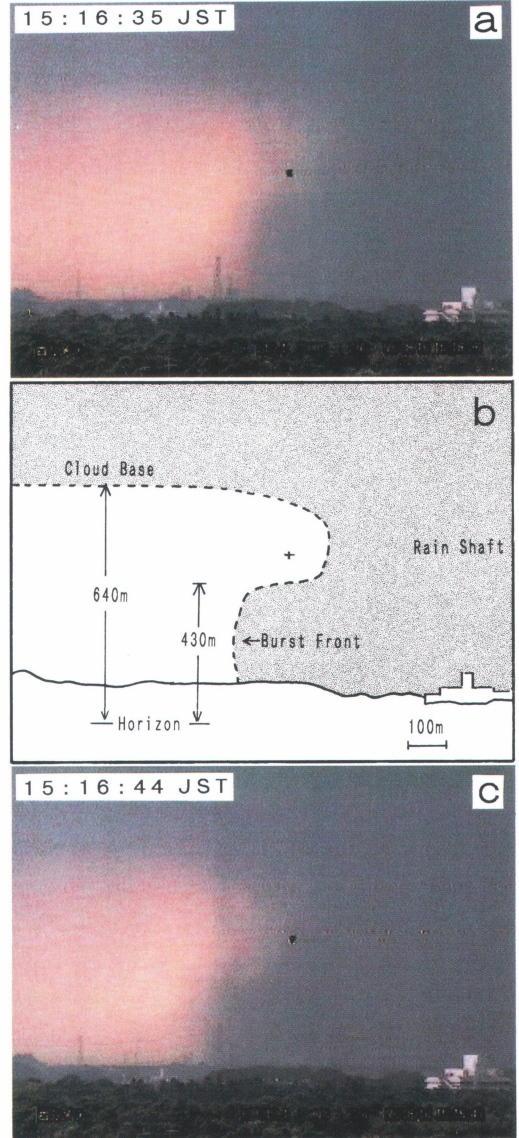 15:16:35 JST
a
b
Cloud Base
Rain Shaft
640m
430m
Burst Front
Horizon
100m
15:16:44 JST
c